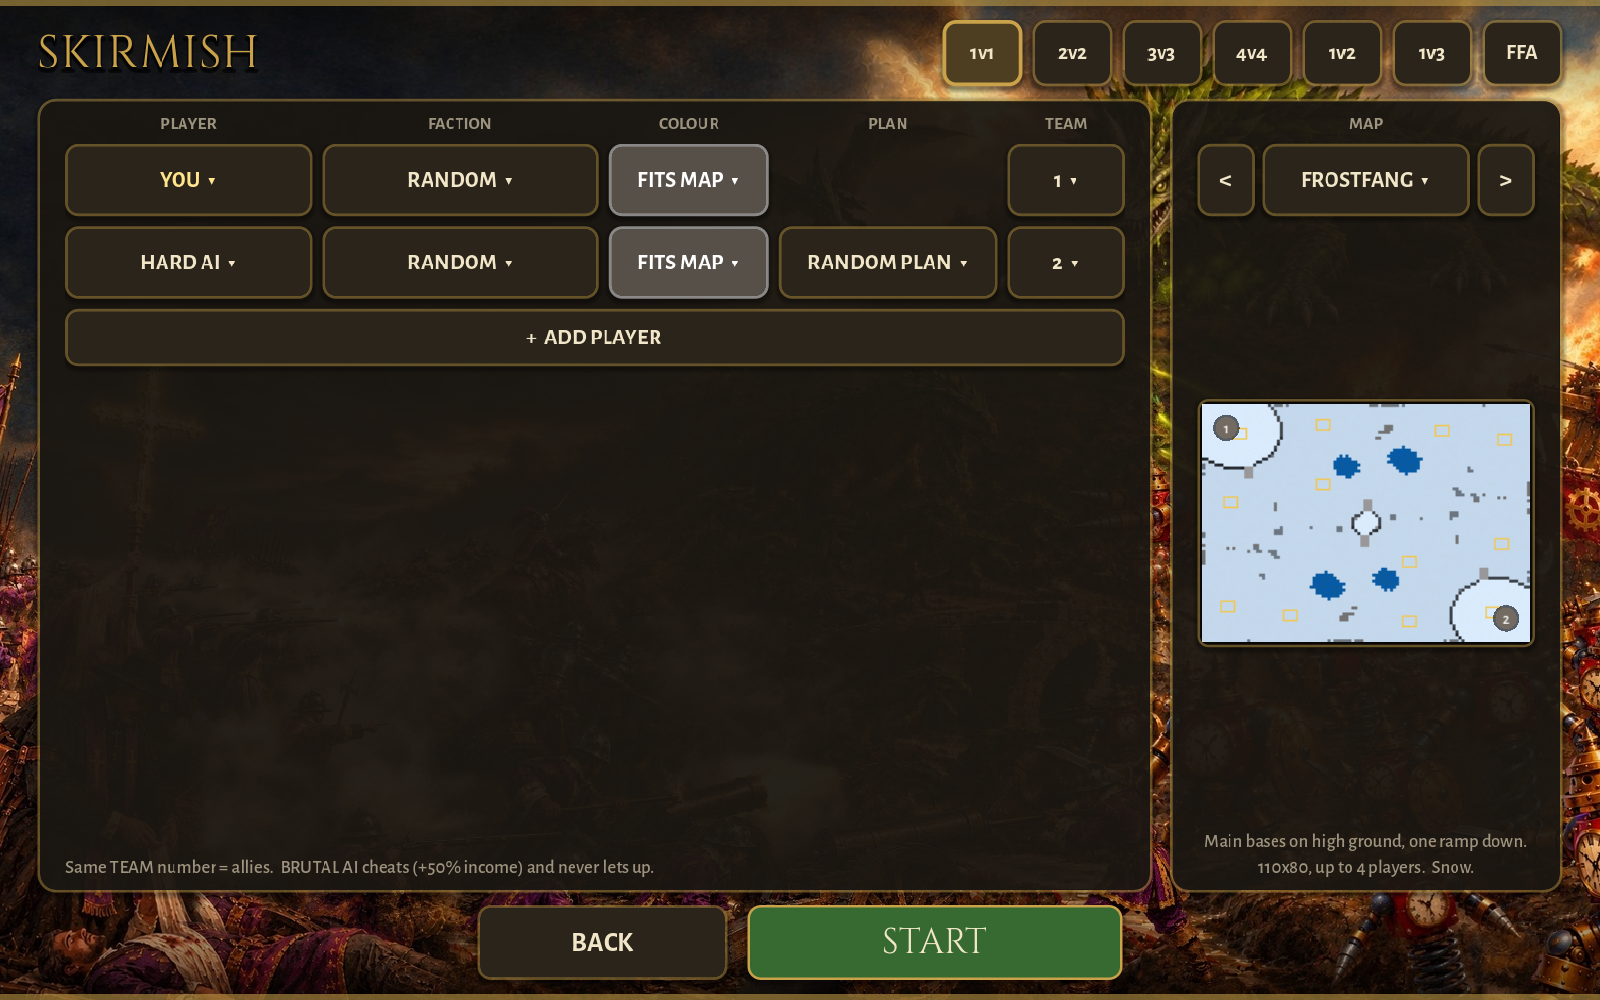 SKIRMISH
1v1 2v2 3v3 4v4 1v2 1v3 FFA
PLAYER FACTION COLOUR PLAN TEAM
YOU ▾ RANDOM ▾ FITS MAP ▾ 1 ▾
HARD AI ▾ RANDOM ▾ FITS MAP ▾ RANDOM PLAN ▾ 2 ▾
+ ADD PLAYER
Same TEAM number = allies. BRUTAL AI cheats (+50% income) and never lets up.
MAP
< FROSTFANG ▾ >
1
2
Main bases on high ground, one ramp down.
110x80, up to 4 players. Snow.
BACK START